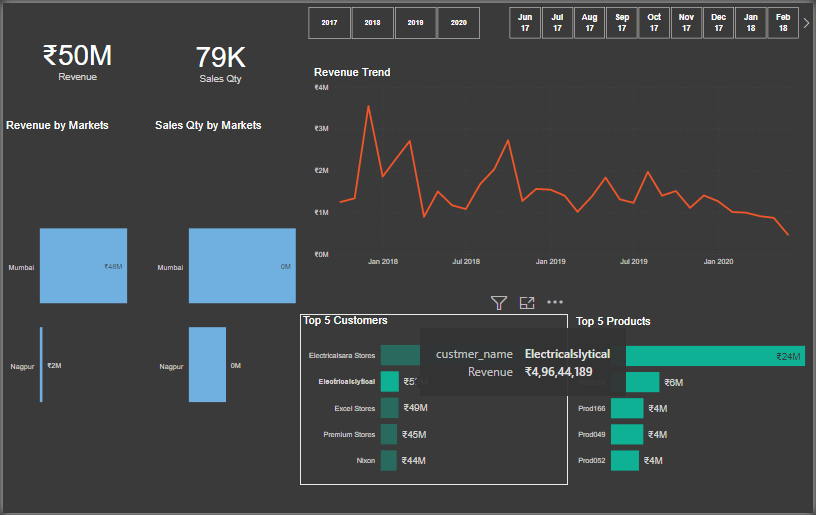 2017 2018 2019 2020
Jun 17 Jul 17 Aug 17 Sep 17 Oct 17 Nov 17 Dec 17 Jan 18 Feb 18
₹50M
Revenue
79K
Sales Qty
Revenue by Markets
Mumbai ₹48M
Nagpur ₹2M
Sales Qty by Markets
Mumbai 0M
Nagpur 0M
Revenue Trend
₹4M
₹3M
₹2M
₹1M
₹0M
Jan 2018 Jul 2018 Jan 2019 Jul 2019 Jan 2020
Top 5 Customers
Electricalsara Stores
Electricalslytical
Excel Stores ₹49M
Premium Stores ₹45M
Nixon ₹44M
custmer_name Electricalslytical
Revenue ₹4,96,44,189
Top 5 Products
₹24M
₹6M
Prod166 ₹4M
Prod049 ₹4M
Prod052 ₹4M